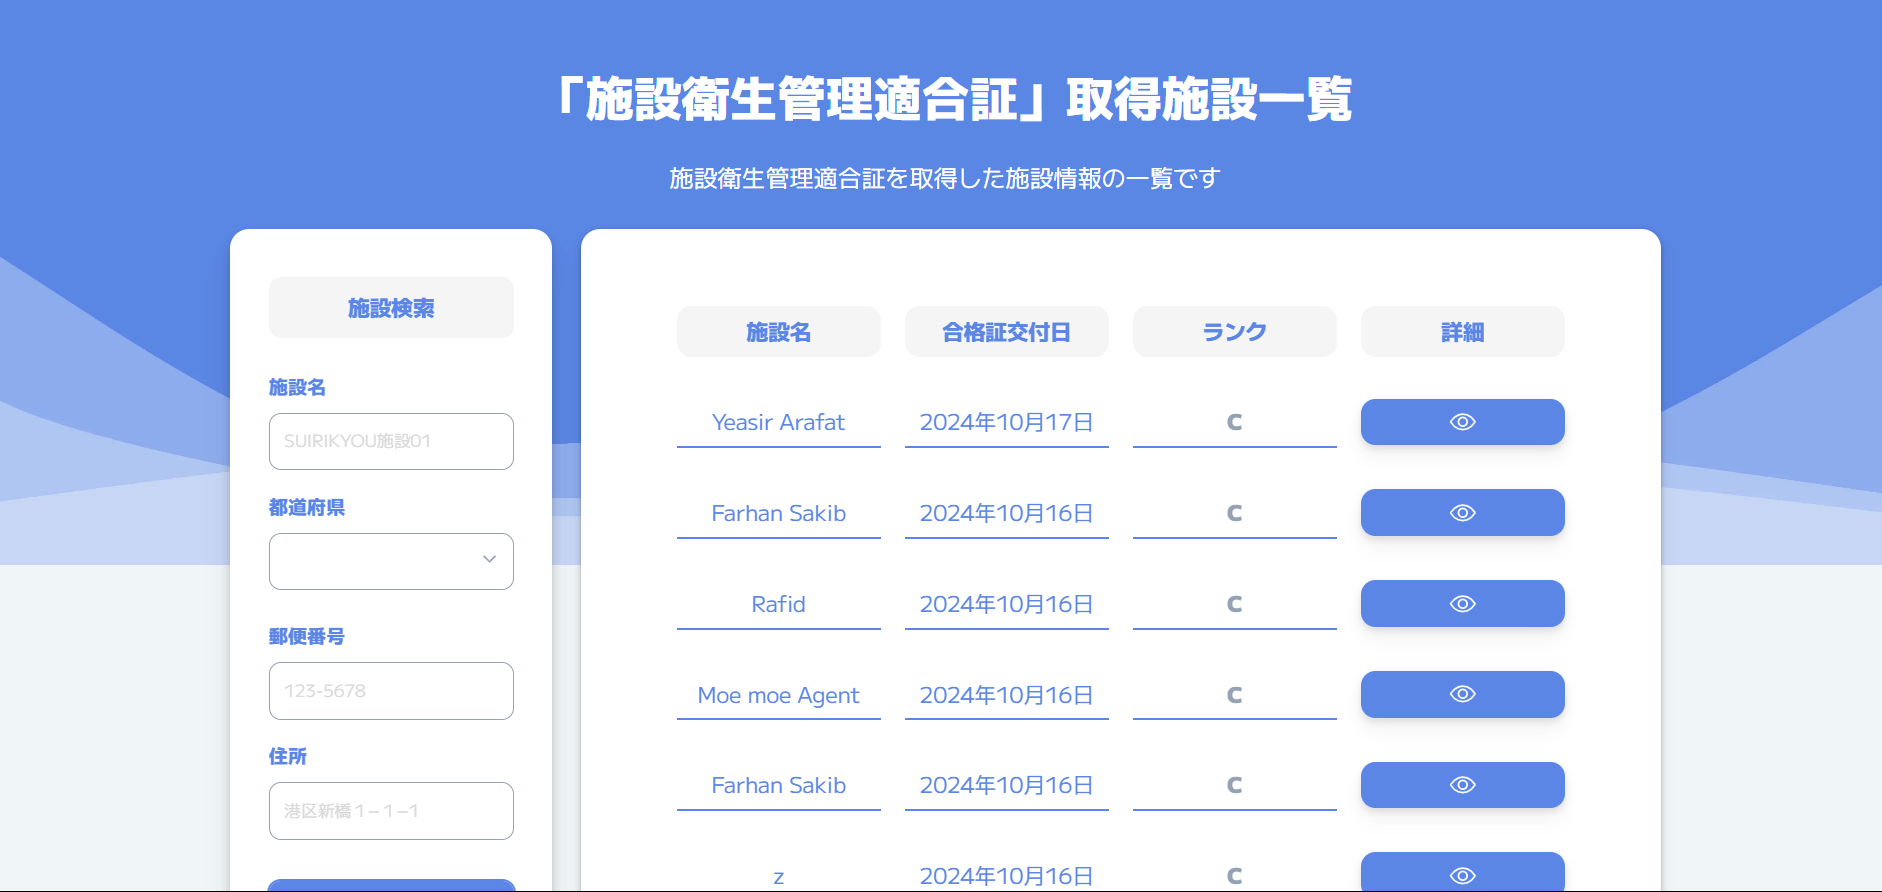 「施設衛生管理適合証」取得施設一覧
施設衛生管理適合証を取得した施設情報の一覧です
施設検索
施設名
SUIRIKYOU施設01
都道府県
郵便番号
123-5678
住所
港区新橋１−１−1
施設名 合格証交付日 ランク 詳細
Yeasir Arafat 2024年10月17日 C
Farhan Sakib 2024年10月16日 C
Rafid 2024年10月16日 C
Moe moe Agent 2024年10月16日 C
Farhan Sakib 2024年10月16日 C
z 2024年10月16日 C